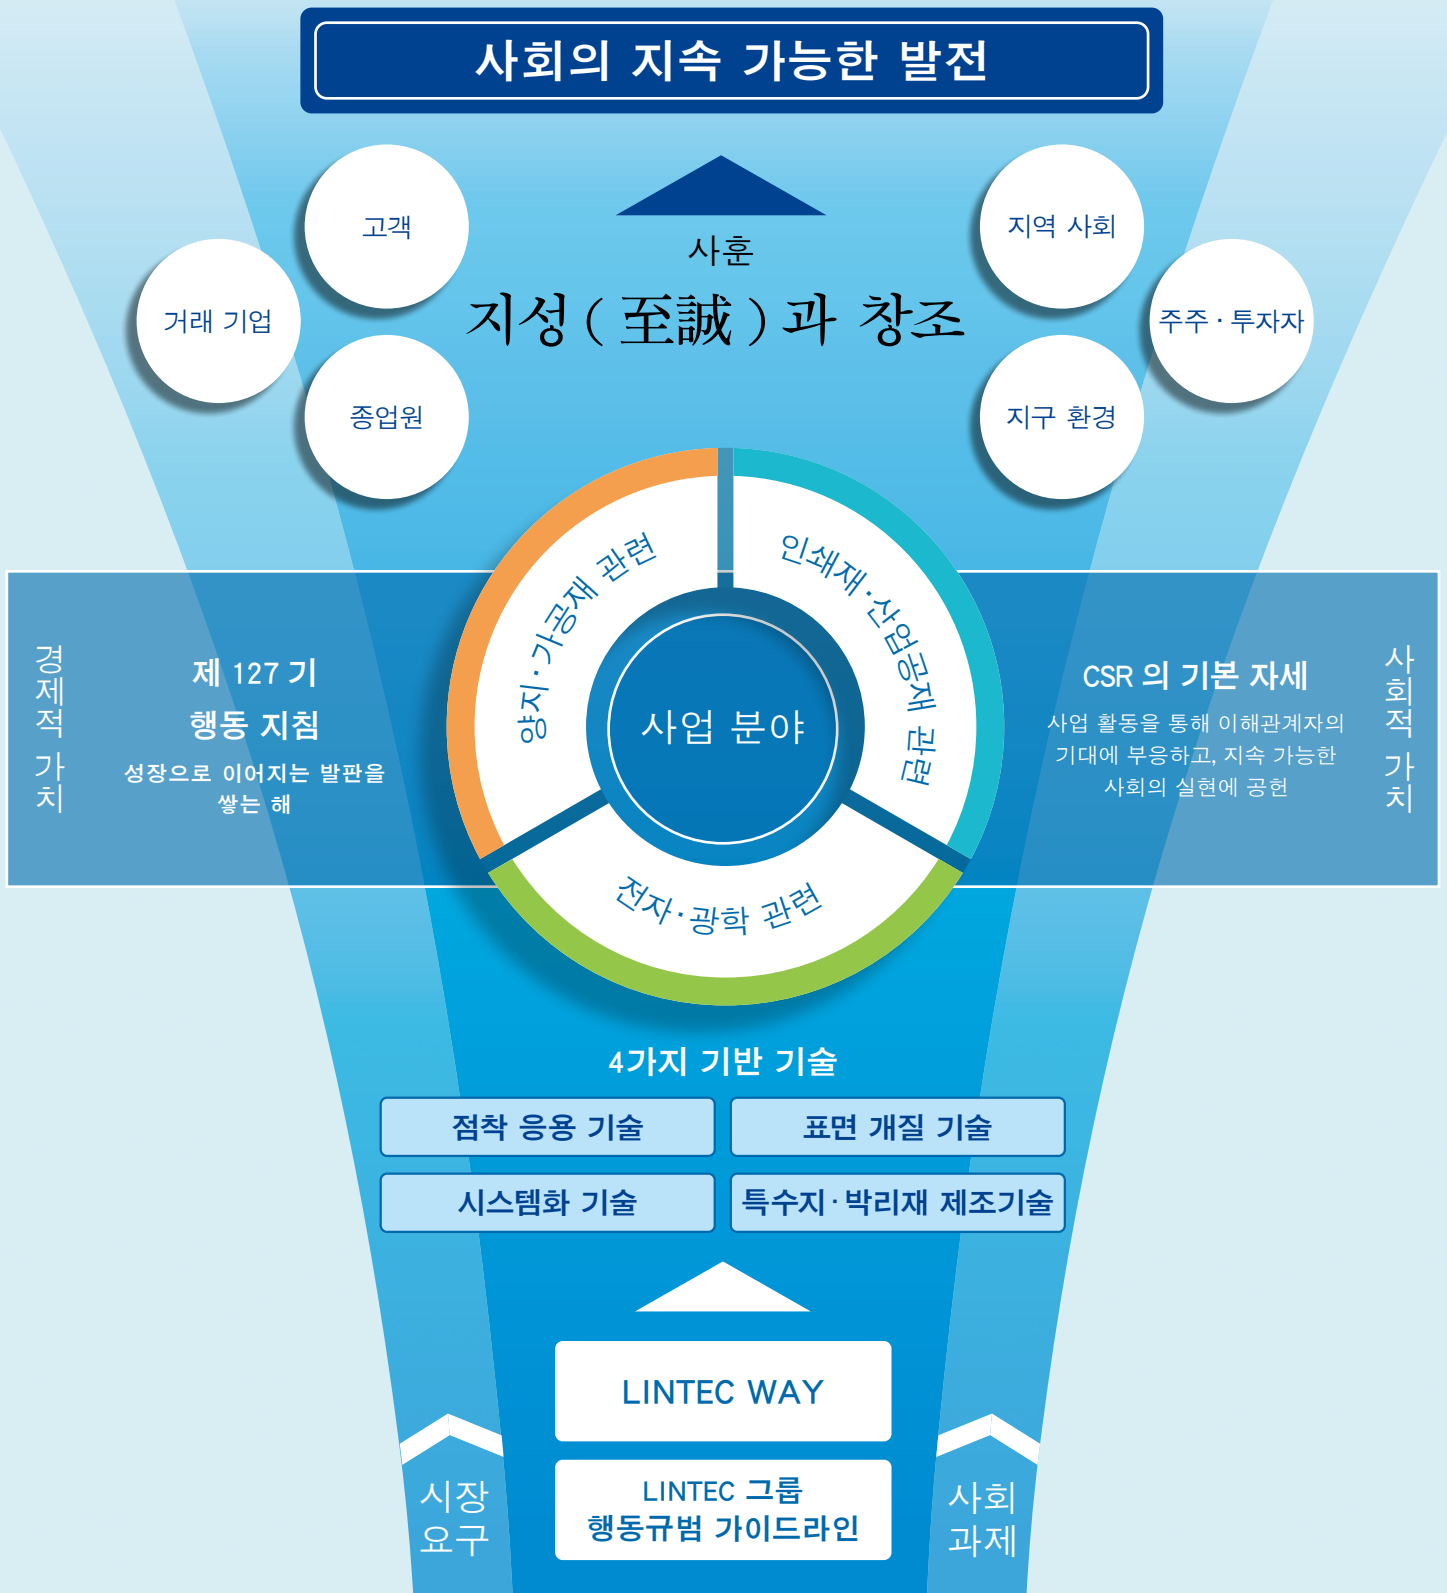 사회의 지속 가능한 발전
사훈
지성(至誠)과 창조
고객
거래 기업
종업원
지역 사회
주주·투자자
지구 환경
양지·가공재 관련
인쇄재·산업공재 관련
전자·광학 관련
사업 분야
경제적 가치
제 127 기
행동 지침
성장으로 이어지는 발판을
쌓는 해
CSR 의 기본 자세
사업 활동을 통해 이해관계자의
기대에 부응하고, 지속 가능한
사회의 실현에 공헌
사회적 가치
4가지 기반 기술
점착 응용 기술
표면 개질 기술
시스템화 기술
특수지·박리재 제조기술
LINTEC WAY
LINTEC 그룹
행동규범 가이드라인
시장
요구
사회
과제